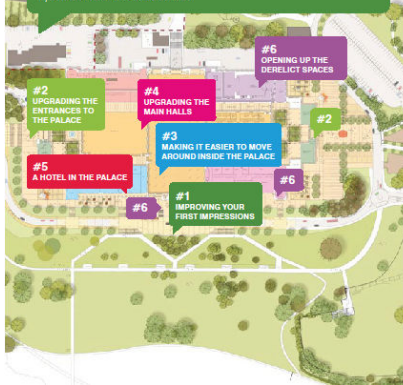 #6
OPENING UP THE
DERELICT SPACES
#2
UPGRADING THE
ENTRANCES TO
THE PALACE
#4
UPGRADING THE
MAIN HALLS
#2
#3
MAKING IT EASIER TO MOVE
AROUND INSIDE THE PALACE
#5
A HOTEL IN THE PALACE
#6
#6
#1
IMPROVING YOUR
FIRST IMPRESSIONS